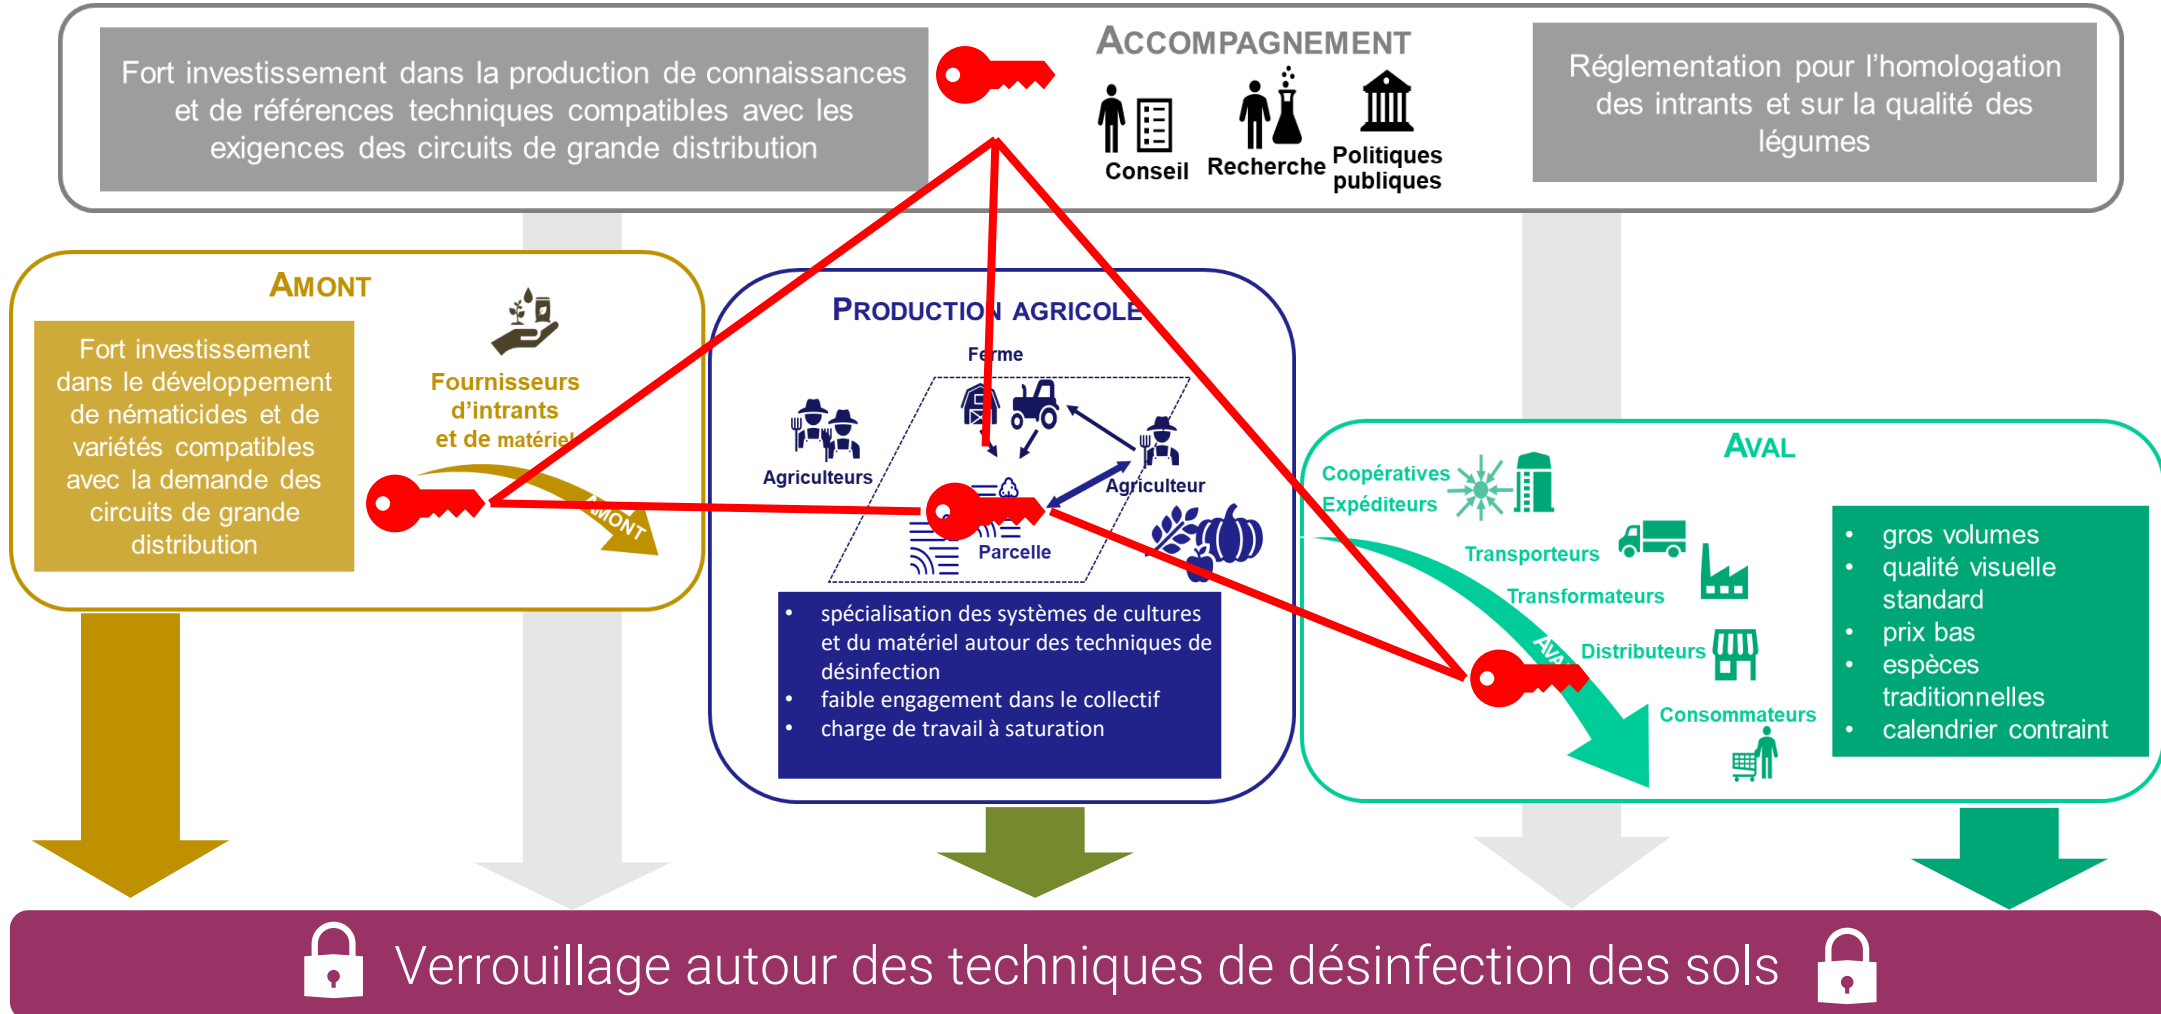 ACCOMPAGNEMENT
Fort investissement dans la production de connaissances
et de références techniques compatibles avec les
exigences des circuits de grande distribution
Conseil
Recherche
Politiques
publiques
Réglementation pour l'homologation
des intrants et sur la qualité des
légumes
AMONT
Fort investissement
dans le développement
de nématicides et de
variétés compatibles
avec la demande des
circuits de grande
distribution
Fournisseurs
d'intrants
et de matériel
AMONT
PRODUCTION AGRICOLE
Ferme
Agriculteurs
Agriculteur
Parcelle
• spécialisation des systèmes de cultures
et du matériel autour des techniques de
désinfection
• faible engagement dans le collectif
• charge de travail à saturation
AVAL
Coopératives
Expéditeurs
Transporteurs
Transformateurs
Distributeurs
Consommateurs
AVAL
• gros volumes
• qualité visuelle
standard
• prix bas
• espèces
traditionnelles
• calendrier contraint
Verrouillage autour des techniques de désinfection des sols